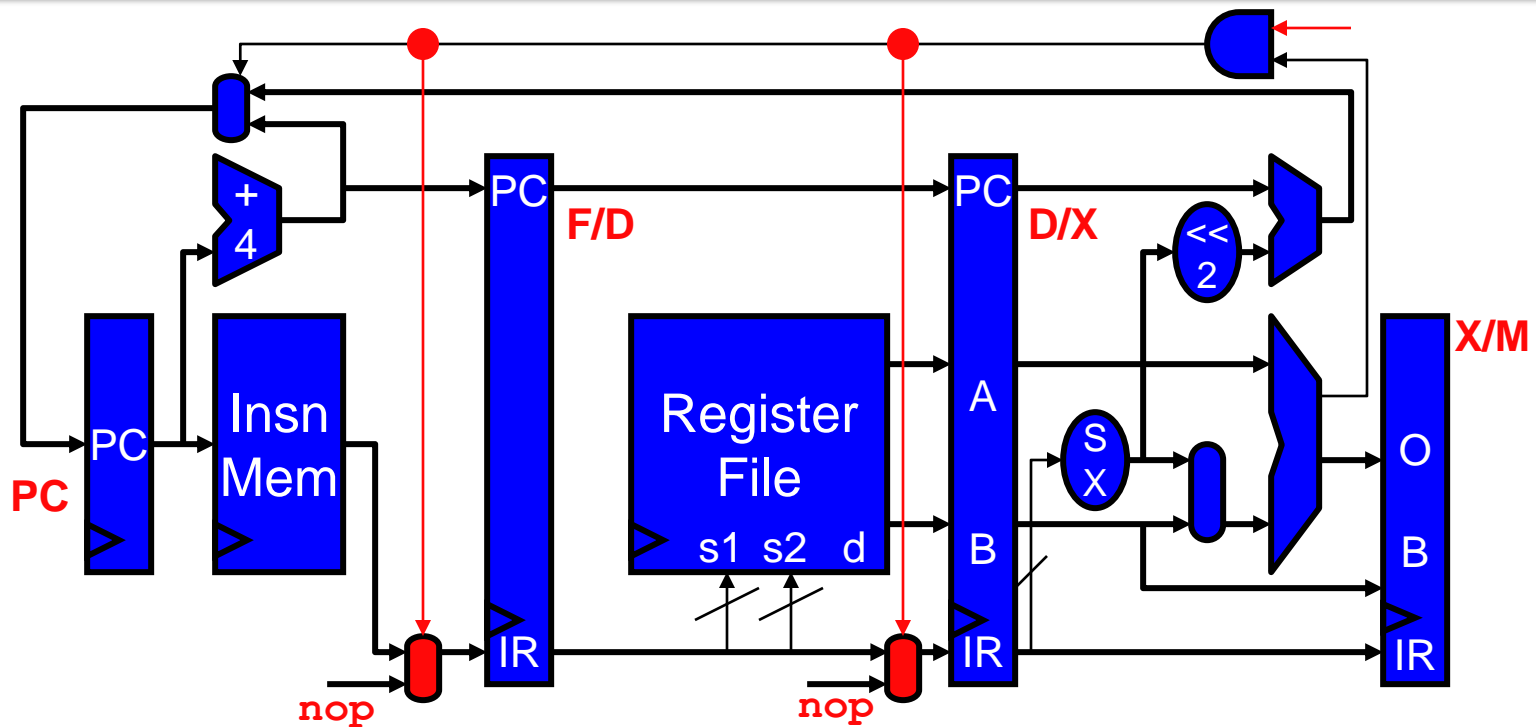 PC
F/D
PC
D/X
+
4
<<
2
X/M
PC
PC
Insn
Mem
Register
File
s1 s2 d
A
B
S
X
O
B
IR
IR
IR
nop
nop